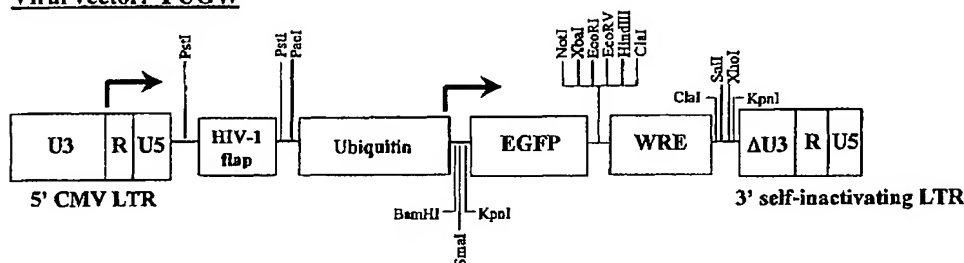 Viral vector: FUGW
PstI
PstI
PacI
NotI
XbaI
EcoRI
EcoRV
HindIII
ClaI
ClaI
SalI
XhoI
KpnI
U3 R U5
HIV-1
flap
Ubiquitin
EGFP
WRE
ΔU3 R U5
5' CMV LTR
BamHI
SmaI
KpnI
3' self-inactivating LTR